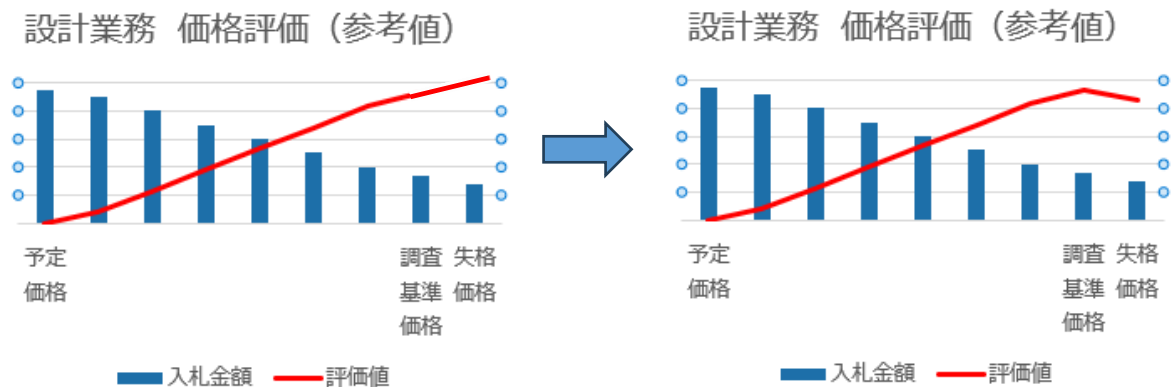 設計業務 価格評価（参考値）
予定
価格
調査
基準
価格
失格
価格
入札金額 評価値
設計業務 価格評価（参考値）
予定
価格
調査
基準
価格
失格
価格
入札金額 評価値